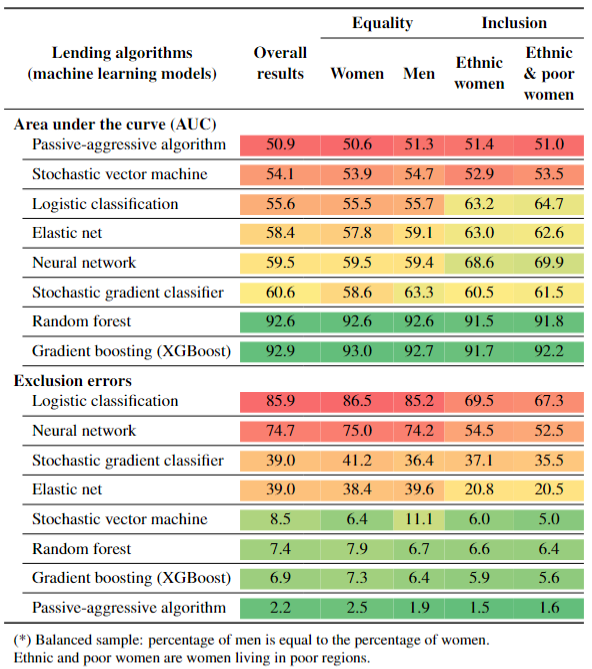 Equality Inclusion
Lending algorithms (machine learning models) Overall results Women Men Ethnic women Ethnic & poor women
Area under the curve (AUC)
Passive-aggressive algorithm 50.9 50.6 51.3 51.4 51.0
Stochastic vector machine 54.1 53.9 54.7 52.9 53.5
Logistic classification 55.6 55.5 55.7 63.2 64.7
Elastic net 58.4 57.8 59.1 63.0 62.6
Neural network 59.5 59.5 59.4 68.6 69.9
Stochastic gradient classifier 60.6 58.6 63.3 60.5 61.5
Random forest 92.6 92.6 92.6 91.5 91.8
Gradient boosting (XGBoost) 92.9 93.0 92.7 91.7 92.2
Exclusion errors
Logistic classification 85.9 86.5 85.2 69.5 67.3
Neural network 74.7 75.0 74.2 54.5 52.5
Stochastic gradient classifier 39.0 41.2 36.4 37.1 35.5
Elastic net 39.0 38.4 39.6 20.8 20.5
Stochastic vector machine 8.5 6.4 11.1 6.0 5.0
Random forest 7.4 7.9 6.7 6.6 6.4
Gradient boosting (XGBoost) 6.9 7.3 6.4 5.9 5.6
Passive-aggressive algorithm 2.2 2.5 1.9 1.5 1.6
(*) Balanced sample: percentage of men is equal to the percentage of women.
Ethnic and poor women are women living in poor regions.